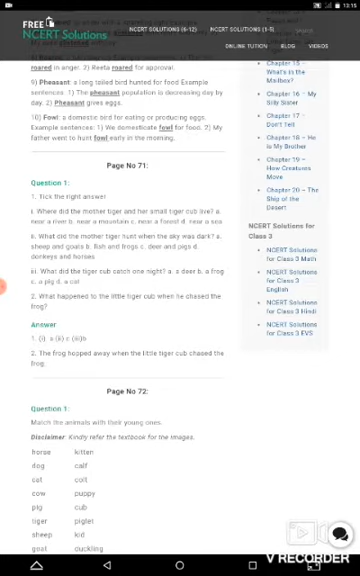 13:15
FREE
NCERT Solutions
NCERT SOLUTIONS (6-12)
NCERT SOLUTIONS (1-5)
ONLINE TUITION
BLOG
VIDEOS
roared in anger. 2) Reeta roared for approval.
9) Pheasant: a long tailed bird hunted for food Example
sentences: 1) The pheasant population is decreasing day by
day. 2) Pheasant gives eggs.
10) Fowl: a domestic bird for eating or producing eggs.
Example sentences: 1) We domesticate fowl for food. 2) My
father went to hunt fowl early in the morning.
Page No 71:
Question 1:
1. Tick the right answer
i. Where did the mother tiger and her small tiger cub live? a.
near a river b. near a mountain c. near a forest d. near a sea
ii. What did the mother tiger hunt when the sky was dark? a.
sheep and goats b. fish and frogs c. deer and pigs d.
donkeys and horses
iii. What did the tiger cub catch one night? a. a deer b. a frog
c. a pig d. a cat
2. What happened to the little tiger cub when he chased the
frog?
Answer
1. (i). a (ii) c (iii)b
2. The frog hopped away when the little tiger cub chased the
frog.
Page No 72:
Question 1:
Match the animals with their young ones.
Disclaimer: Kindly refer the textbook for the images.
horse kitten
dog calf
cat colt
cow puppy
pig cub
tiger piglet
sheep kid
goat duckling
Chapter 15 –
What's in the
Mailbox?
Chapter 16 – My
Silly Sister
Chapter 17 –
Don't Tell
Chapter 18 – He
is My Brother
Chapter 19 –
How Creatures
Move
Chapter 20 – The
Ship of the
Desert
NCERT Solutions for
Class 3
NCERT Solutions
for Class 3 Math
NCERT Solutions
for Class 3
English
NCERT Solutions
for Class 3 Hindi
NCERT Solutions
for Class 3 EVS
V RECORDER